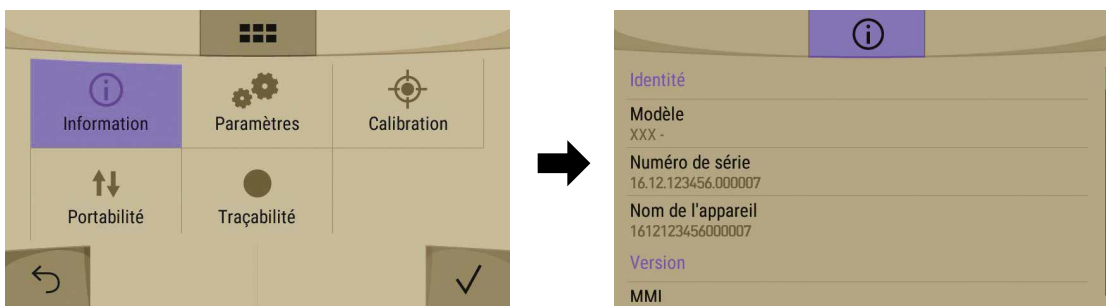 Information
Paramètres
Calibration
Portabilité
Traçabilité
Identité
Modèle
XXX -
Numéro de série
16.12.123456.000007
Nom de l'appareil
1612123456000007
Version
MMI